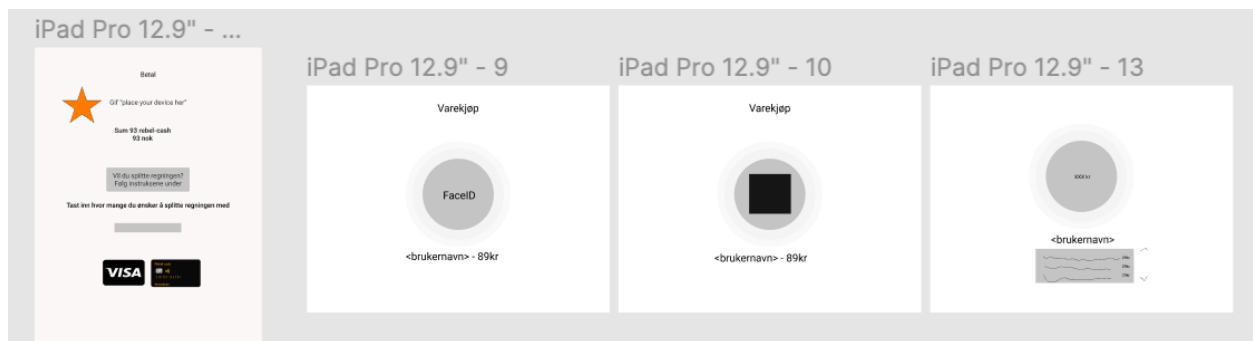 iPad Pro 12.9" - ...
Betal
Gif "place your device her"
Sum 93 rebel-cash
93 nok
Vil du splitte regningen?
Følg instruksene under
Tast inn hvor mange du ønsker å splitte regningen med
VISA
iPad Pro 12.9" - 9
Varekjøp
FaceID
<brukernavn> - 89kr
iPad Pro 12.9" - 10
Varekjøp
<brukernavn> - 89kr
iPad Pro 12.9" - 13
<brukernavn>